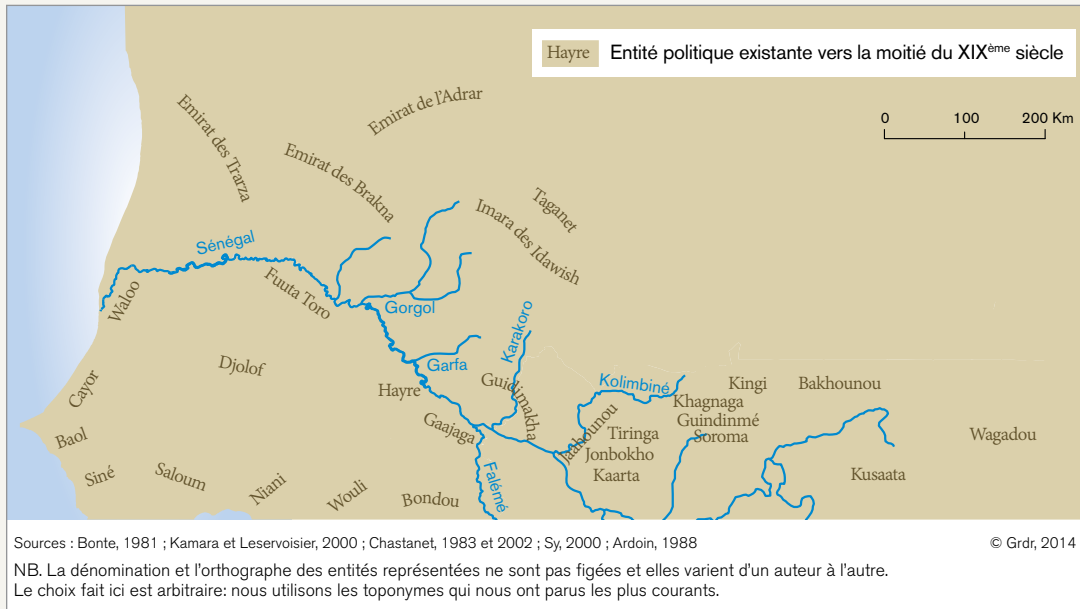 Hayre Entité politique existante vers la moitié du XIXème siècle
0 100 200 Km
Emirat des Trarza
Emirat de l'Adrar
Emirat des Brakna
Taganet
Imara des Idawish
Sénégal
Waloo
Fuuta Toro
Gorgol
Karakoro
Garfa
Djolof
Cayor
Hayre
Guidimakha
Kolimbiné
Kingi
Bakhounou
Khagnaga
Guindinmé
Soroma
Jaahounou
Tiringa
Jonbokho
Kaarta
Gaajaga
Wagadou
Baol
Siné
Saloum
Niani
Wouli
Bondou
Falémé
Kusaata
Sources : Bonte, 1981 ; Kamara et Leservoisier, 2000 ; Chastanet, 1983 et 2002 ; Sy, 2000 ; Ardoin, 1988
© Grdr, 2014
NB. La dénomination et l'orthographe des entités représentées ne sont pas figées et elles varient d'un auteur à l'autre.
Le choix fait ici est arbitraire: nous utilisons les toponymes qui nous ont parus les plus courants.